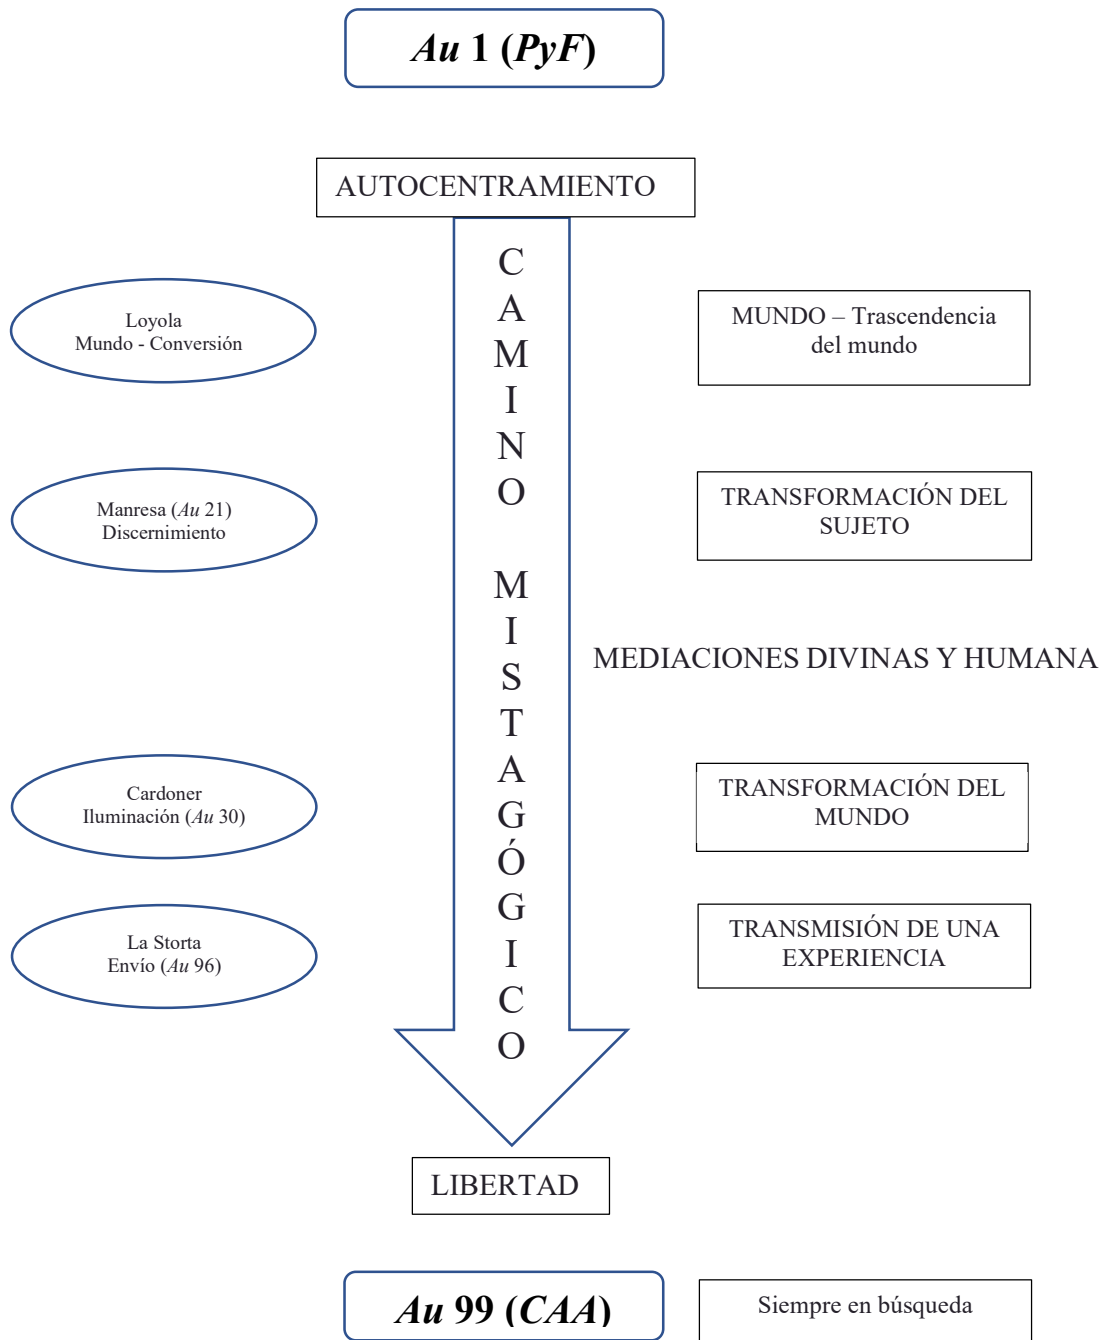 Au 1 (PyF)
AUTOCENTRAMIENTO
CAMINO MISTAGÓGICO
Loyola
Mundo - Conversión
MUNDO – Trascendencia
del mundo
Manresa (Au 21)
Discernimiento
TRANSFORMACIÓN DEL
SUJETO
MEDIACIONES DIVINAS Y HUMANA
Cardoner
Iluminación (Au 30)
TRANSFORMACIÓN DEL
MUNDO
La Storta
Envío (Au 96)
TRANSMISIÓN DE UNA
EXPERIENCIA
LIBERTAD
Au 99 (CAA)
Siempre en búsqueda